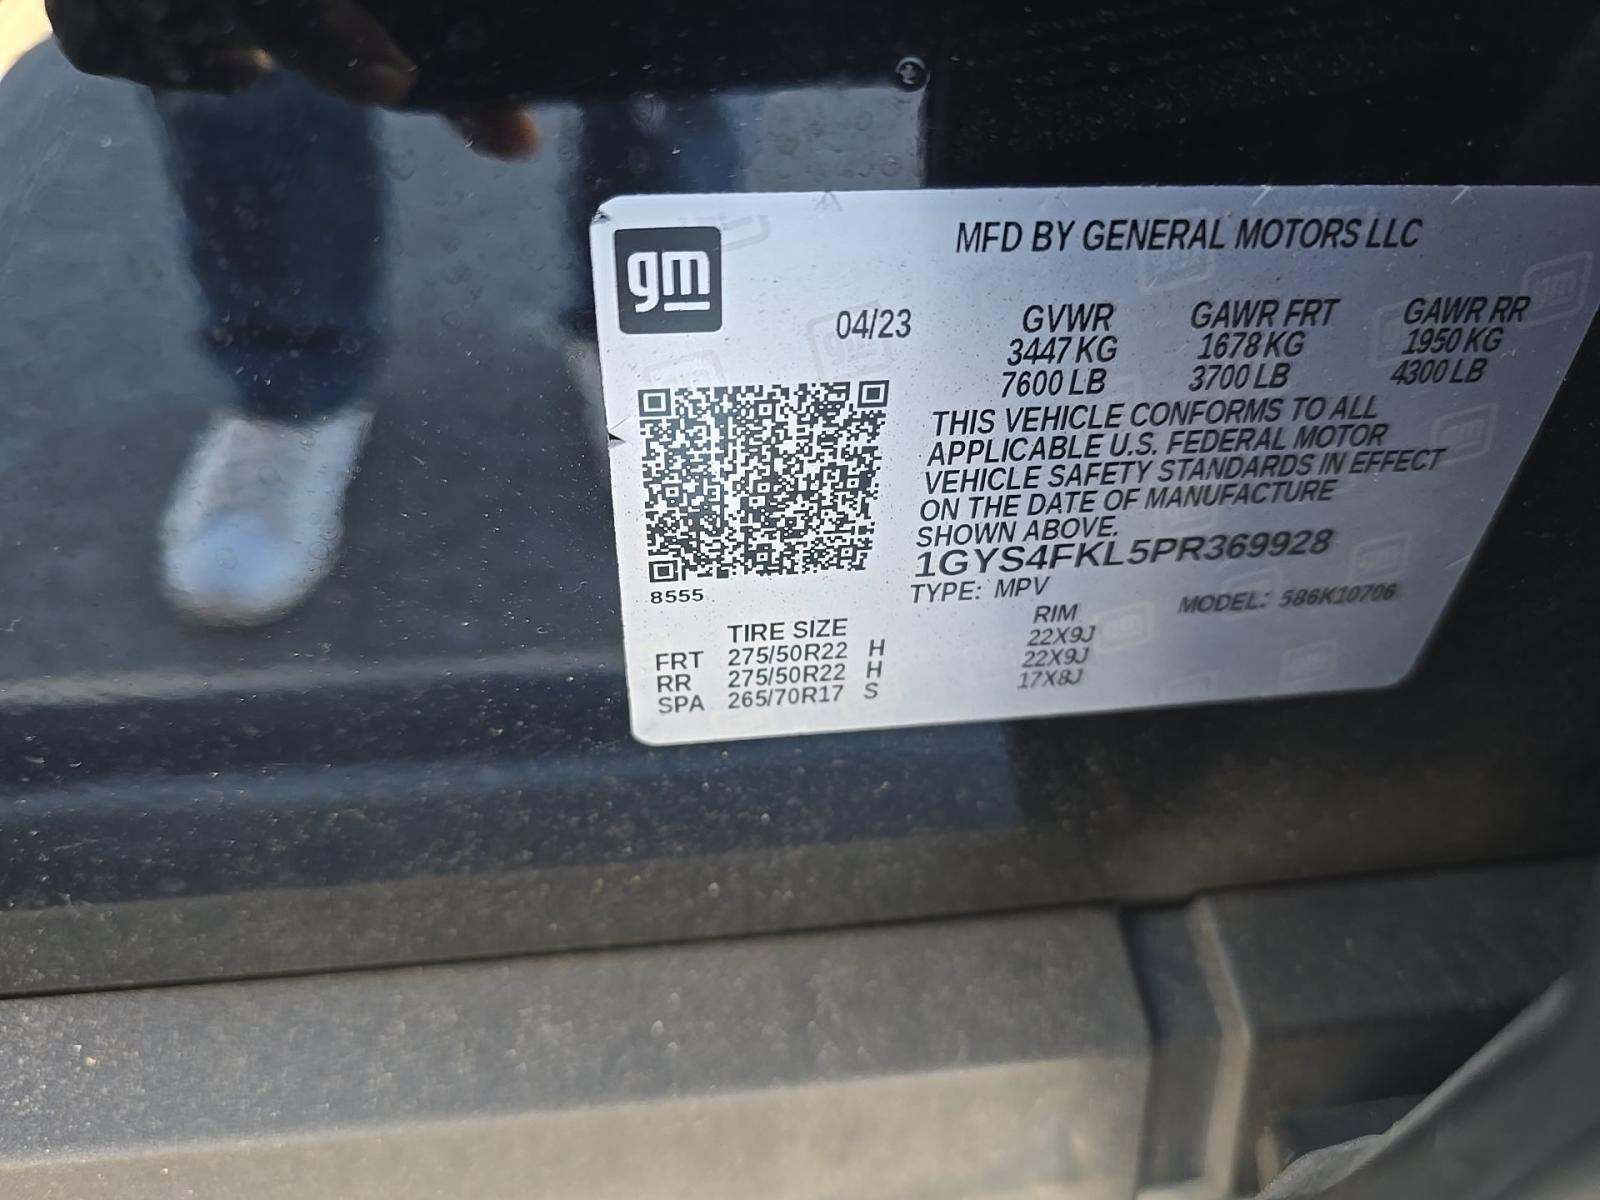 gm
MFD BY GENERAL MOTORS LLC
04/23
GVWR GAWR FRT GAWR RR
3447 KG 1678 KG 1950 KG
7600 LB 3700 LB 4300 LB
THIS VEHICLE CONFORMS TO ALL
APPLICABLE U.S. FEDERAL MOTOR
VEHICLE SAFETY STANDARDS IN EFFECT
ON THE DATE OF MANUFACTURE
SHOWN ABOVE.
1GYS4FKL5PR369928
TYPE: MPV MODEL: 586K10706
8555
TIRE SIZE RIM
FRT 275/50R22 H 22X9J
RR 275/50R22 H 22X9J
SPA 265/70R17 S 17X8J